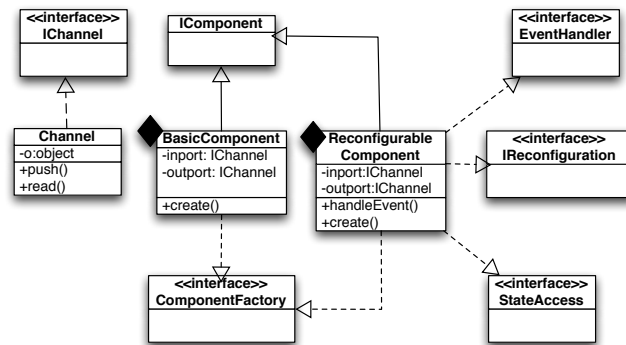 <<interface>>
IChannel
IComponent
<<interface>>
EventHandler
Channel
-o:object
+push()
+read()
BasicComponent
-inport: IChannel
-outport: IChannel
+create()
Reconfigurable
Component
-inport:IChannel
-outport:IChannel
+handleEvent()
+create()
<<interface>>
IReconfiguration
<<interface>>
ComponentFactory
<<interface>>
StateAccess